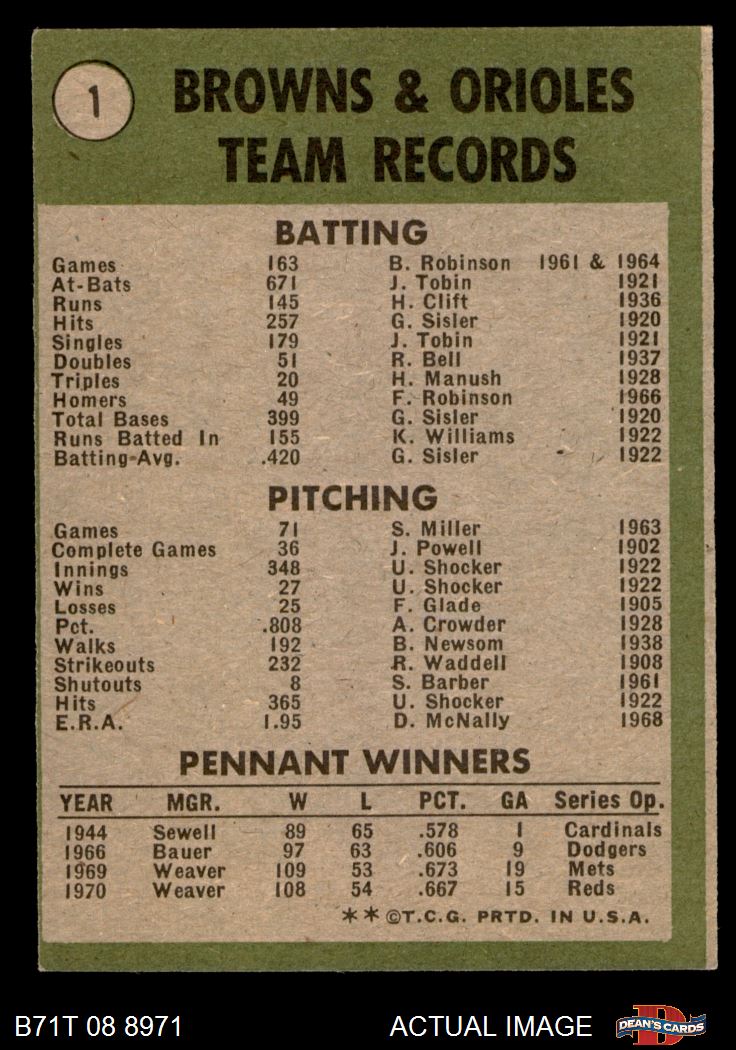 1
BROWNS & ORIOLES
TEAM RECORDS
BATTING
Games 163 B. Robinson 1961 & 1964
At-Bats 671 J. Tobin 1921
Runs 145 H. Clift 1936
Hits 257 G. Sisler 1920
Singles 179 J. Tobin 1921
Doubles 51 R. Bell 1937
Triples 20 H. Manush 1928
Homers 49 F. Robinson 1966
Total Bases 399 G. Sisler 1920
Runs Batted In 155 K. Williams 1922
Batting-Avg. .420 G. Sisler 1922
PITCHING
Games 71 S. Miller 1963
Complete Games 36 J. Powell 1902
Innings 348 U. Shocker 1922
Wins 27 U. Shocker 1922
Losses 25 F. Glade 1905
Pct. .808 A. Crowder 1928
Walks 192 B. Newsom 1938
Strikeouts 232 R. Waddell 1908
Shutouts 8 S. Barber 1961
Hits 365 U. Shocker 1922
E.R.A. 1.95 D. McNally 1968
PENNANT WINNERS
YEAR MGR. W L PCT. GA Series Op.
1944 Sewell 89 65 .578 1 Cardinals
1966 Bauer 97 63 .606 9 Dodgers
1969 Weaver 109 53 .673 19 Mets
1970 Weaver 108 54 .667 15 Reds
**©T.C.G. PRTD. IN U.S.A.
B71T 08 8971 ACTUAL IMAGE DEAN'S CARDS